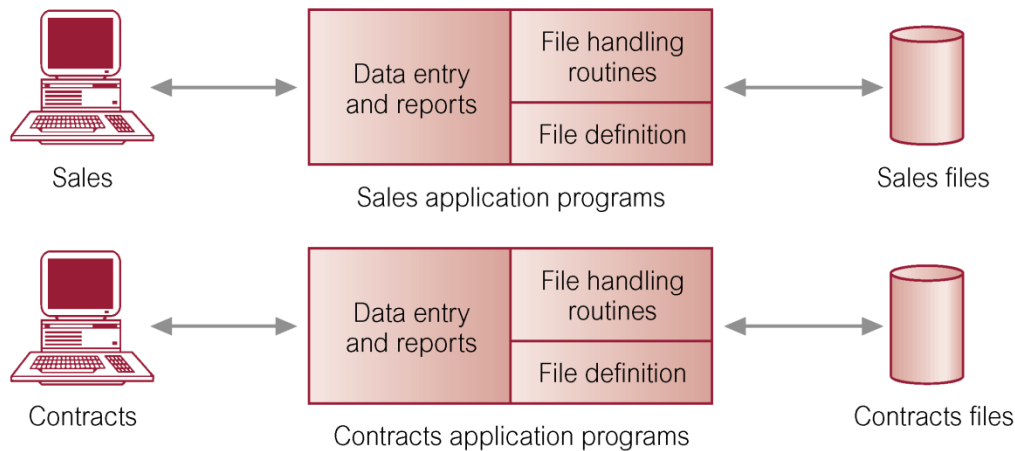 Data entry
and reports
File handling
routines
File definition
Sales
Sales application programs
Sales files
Data entry
and reports
File handling
routines
File definition
Contracts
Contracts application programs
Contracts files